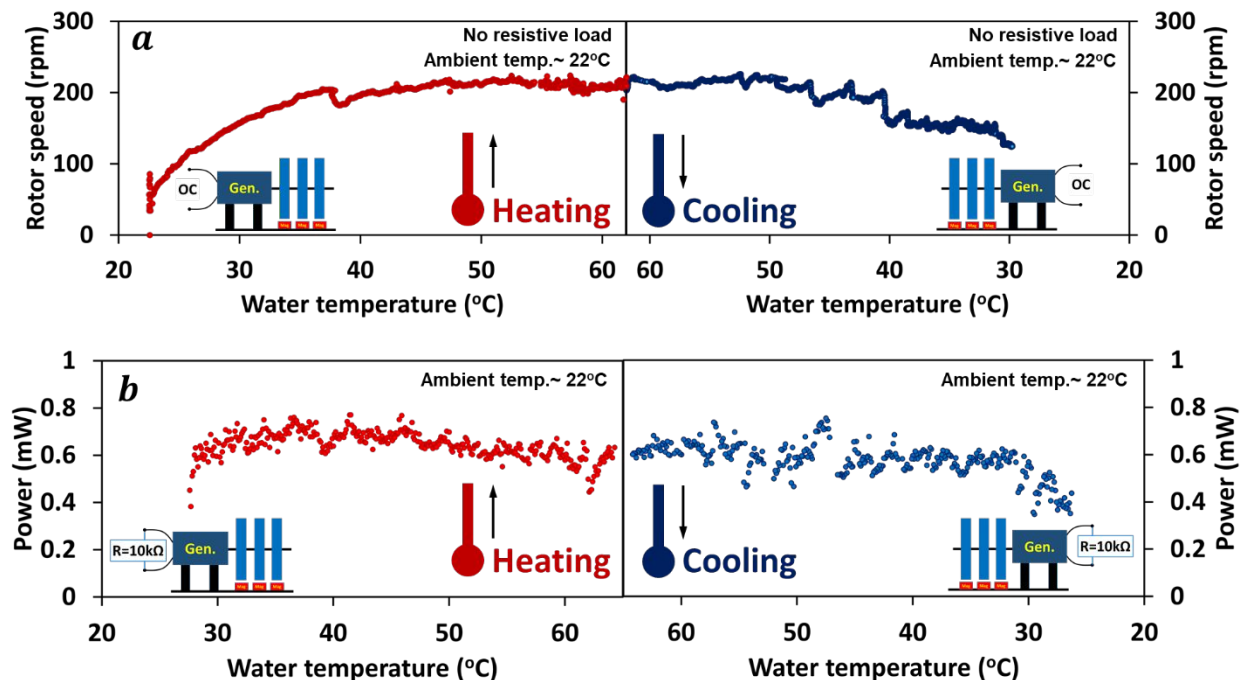 a
No resistive load
Ambient temp.~ 22°C
No resistive load
Ambient temp.~ 22°C
300
200
100
0
Rotor speed (rpm)
OC
Gen.
Heating
Cooling
Gen.
OC
300
200
100
0
Rotor speed (rpm)
20
30
40
50
60
60
50
40
30
20
Water temperature (°C)
Water temperature (°C)
b
Ambient temp.~ 22°C
Ambient temp.~ 22°C
1
0.8
0.6
0.4
0.2
0
Power (mW)
R=10kΩ
Gen.
Heating
Cooling
Gen.
R=10kΩ
1
0.8
0.6
0.4
0.2
0
Power (mW)
20
30
40
50
60
60
50
40
30
20
Water temperature (°C)
Water temperature (°C)